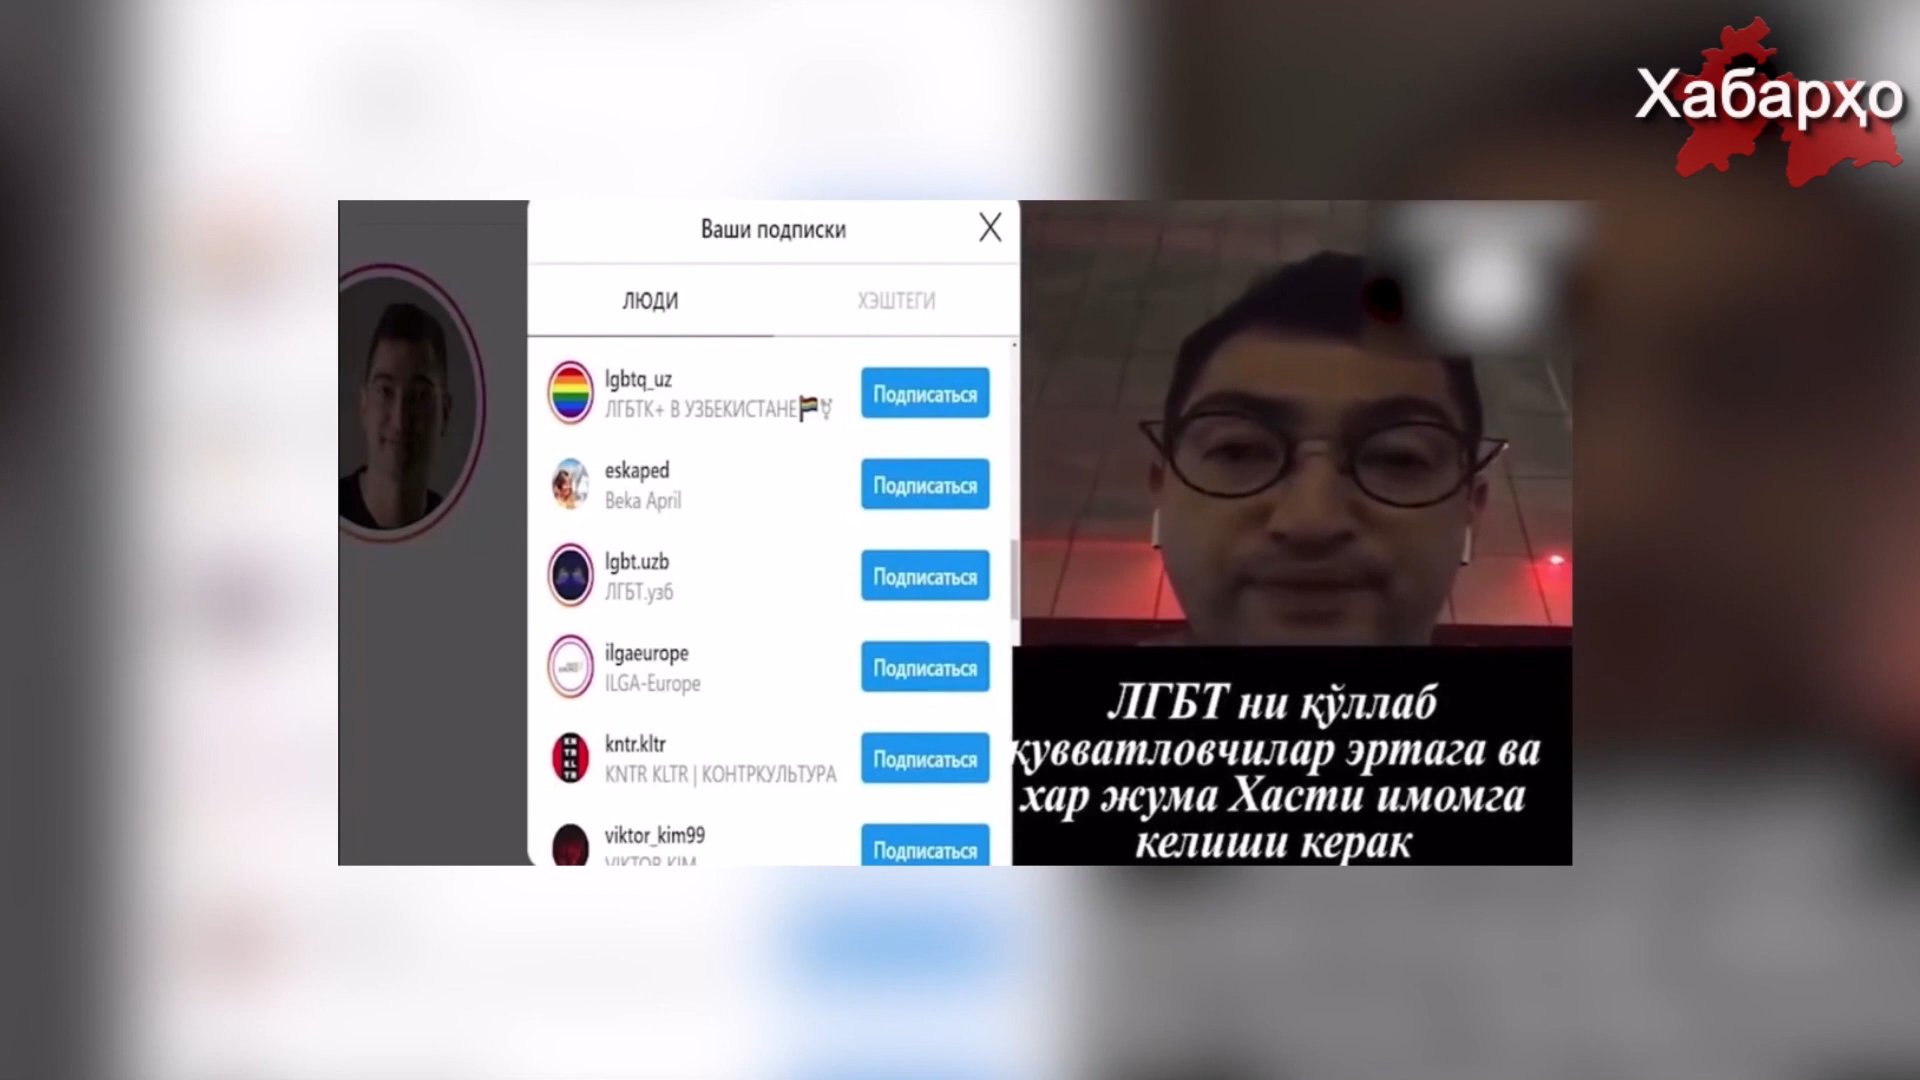 Хабарҳо
Ваши подписки
ЛЮДИ
ХЭШТЕГИ
lgbtq_uz
ЛГБТК+ В УЗБЕКИСТАНЕ
Подписаться
eskaped
Beka April
Подписаться
lgbt.uzb
ЛГБТ.узб
Подписаться
ilgaeurope
ILGA-Europe
Подписаться
kntr.kltr
KNTR KLTR | КОНТРКУЛЬТУРА
Подписаться
viktor_kim99
VIKTOR KIM
Подписаться
ЛГБТ ни қўллаб
қувватловчилар эртага ва
хар жума Хасти имомга
келиши керак